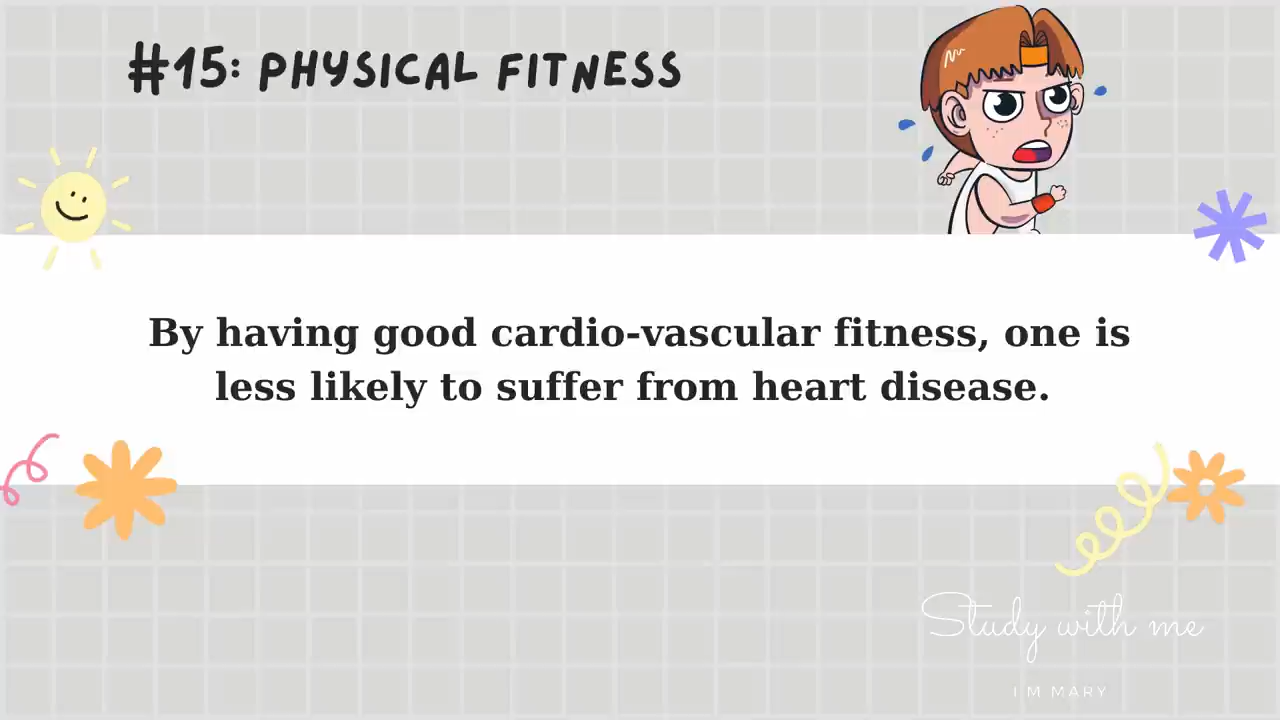 #15: PHYSICAL FITNESS
By having good cardio-vascular fitness, one is
less likely to suffer from heart disease.
Study with me
I M MARY